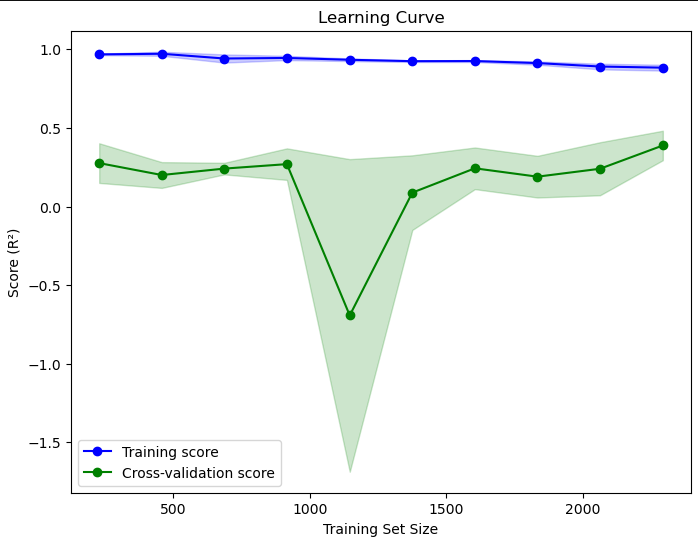 Learning Curve
1.0
0.5
0.0
−0.5
−1.0
−1.5
Score (R²)
Training score
Cross-validation score
500
1000
1500
2000
Training Set Size